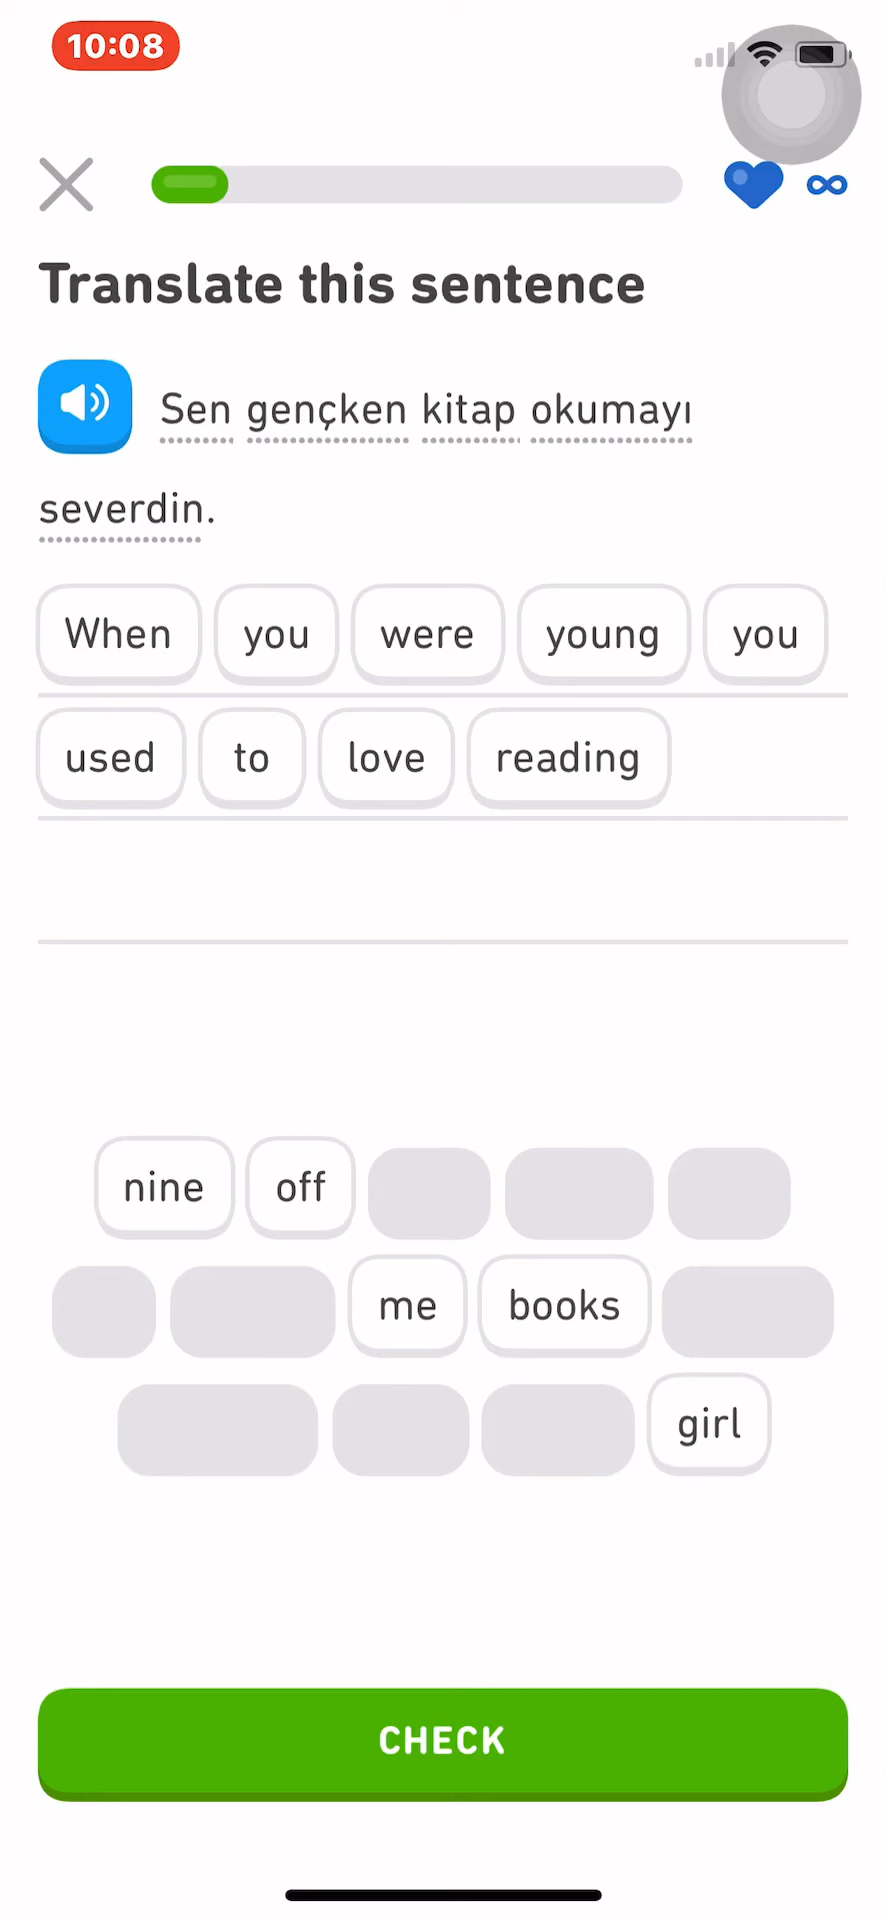 10:08
Translate this sentence
Sen gençken kitap okumayı
severdin.
When you were young you
used to love reading
nine off
me books
girl
CHECK